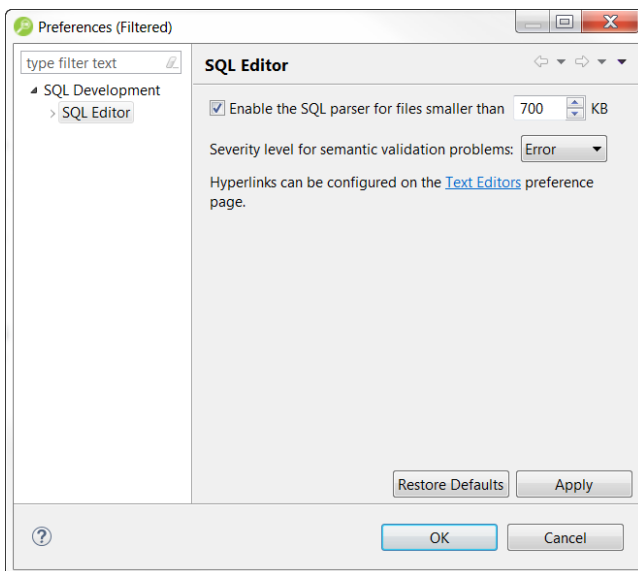 Preferences (Filtered)
type filter text
SQL Development
SQL Editor
SQL Editor
Enable the SQL parser for files smaller than 700 KB
Severity level for semantic validation problems: Error
Hyperlinks can be configured on the Text Editors preference
page.
Restore Defaults
Apply
OK
Cancel